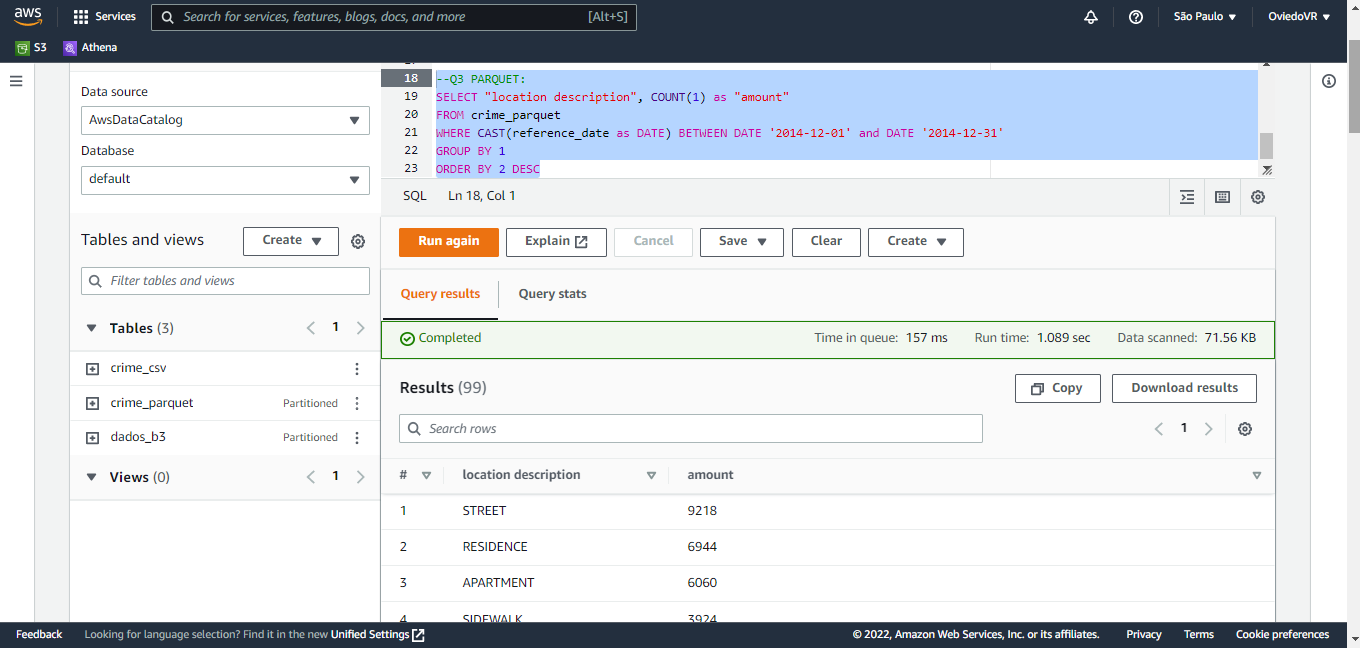 aws
Services
Search for services, features, blogs, docs, and more
[Alt+S]
São Paulo
OviedoVR
S3
Athena
Data source
AwsDataCatalog
Database
default
Tables and views
Create
Filter tables and views
Tables (3)
1
crime_csv
crime_parquet
Partitioned
dados_b3
Partitioned
Views (0)
1
18 --Q3 PARQUET:
19 SELECT "location description", COUNT(1) as "amount"
20 FROM crime_parquet
21 WHERE CAST(reference_date as DATE) BETWEEN DATE '2014-12-01' and DATE '2014-12-31'
22 GROUP BY 1
23 ORDER BY 2 DESC
SQL Ln 18, Col 1
Run again
Explain
Cancel
Save
Clear
Create
Query results
Query stats
Completed
Time in queue: 157 ms
Run time: 1.089 sec
Data scanned: 71.56 KB
Results (99)
Copy
Download results
Search rows
1
# location description amount
1 STREET 9218
2 RESIDENCE 6944
3 APARTMENT 6060
4 SIDEWALK 3924
Feedback
Looking for language selection? Find it in the new Unified Settings
© 2022, Amazon Web Services, Inc. or its affiliates.
Privacy
Terms
Cookie preferences